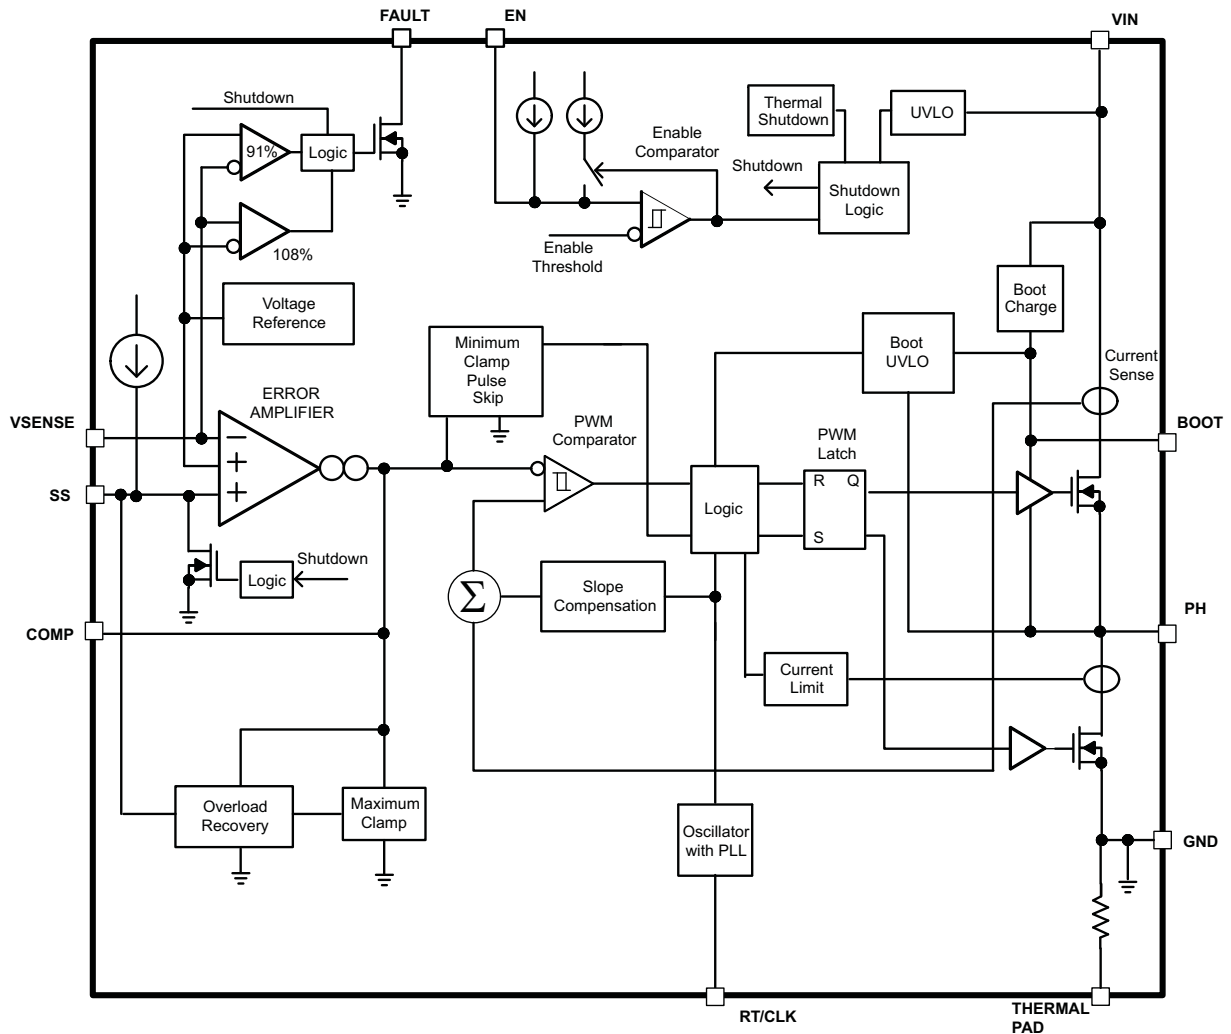 FAULT
EN
VIN
Shutdown
91%
Logic
108%
Voltage
Reference
Enable
Comparator
Enable
Threshold
Thermal
Shutdown
UVLO
Shutdown
Shutdown
Logic
Boot
Charge
Boot
UVLO
Current
Sense
Minimum
Clamp
Pulse
Skip
ERROR
AMPLIFIER
VSENSE
−
+
+
SS
PWM
Comparator
PWM
Latch
BOOT
Logic
R
Q
S
Shutdown
Logic
Σ
Slope
Compensation
COMP
PH
Current
Limit
Overload
Recovery
Maximum
Clamp
Oscillator
with PLL
GND
RT/CLK
THERMAL
PAD